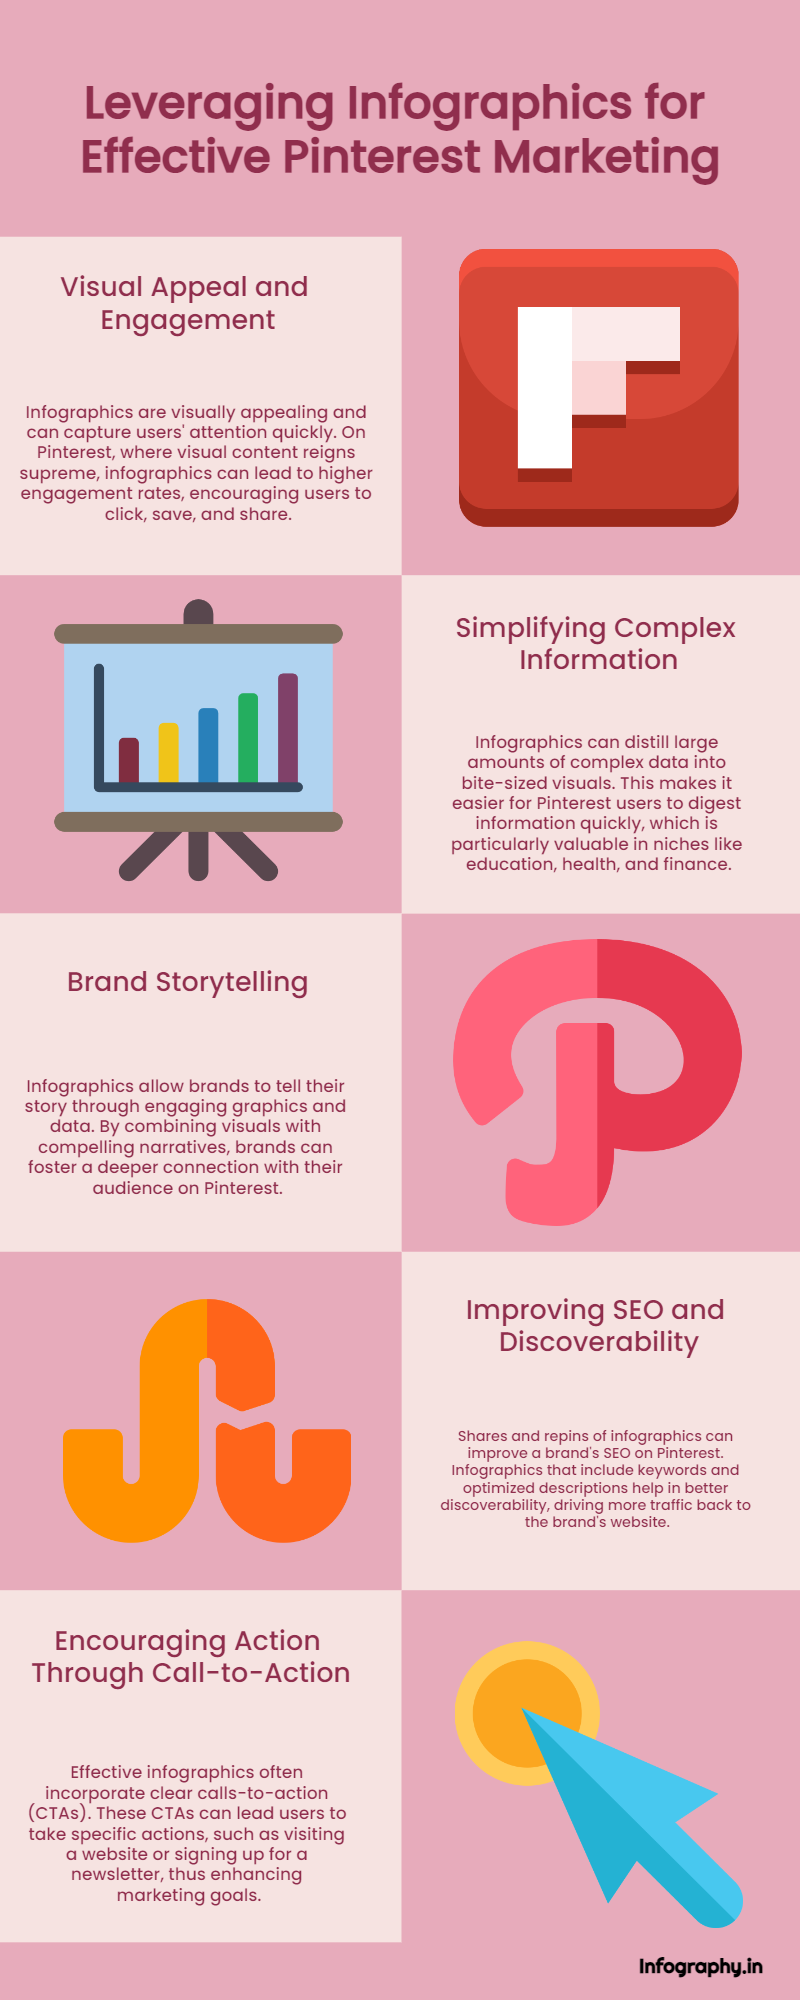 Leveraging Infographics for
Effective Pinterest Marketing
Visual Appeal and
Engagement
Infographics are visually appealing and
can capture users' attention quickly. On
Pinterest, where visual content reigns
supreme, infographics can lead to higher
engagement rates, encouraging users to
click, save, and share.
Simplifying Complex
Information
Infographics can distill large
amounts of complex data into
bite-sized visuals. This makes it
easier for Pinterest users to digest
information quickly, which is
particularly valuable in niches like
education, health, and finance.
Brand Storytelling
Infographics allow brands to tell their
story through engaging graphics and
data. By combining visuals with
compelling narratives, brands can
foster a deeper connection with their
audience on Pinterest.
Improving SEO and
Discoverability
Shares and repins of infographics can
improve a brand's SEO on Pinterest.
Infographics that include keywords and
optimized descriptions help in better
discoverability, driving more traffic back to
the brand's website.
Encouraging Action
Through Call-to-Action
Effective infographics often
incorporate clear calls-to-action
(CTAs). These CTAs can lead users to
take specific actions, such as visiting
a website or signing up for a
newsletter, thus enhancing
marketing goals.
Infography.in